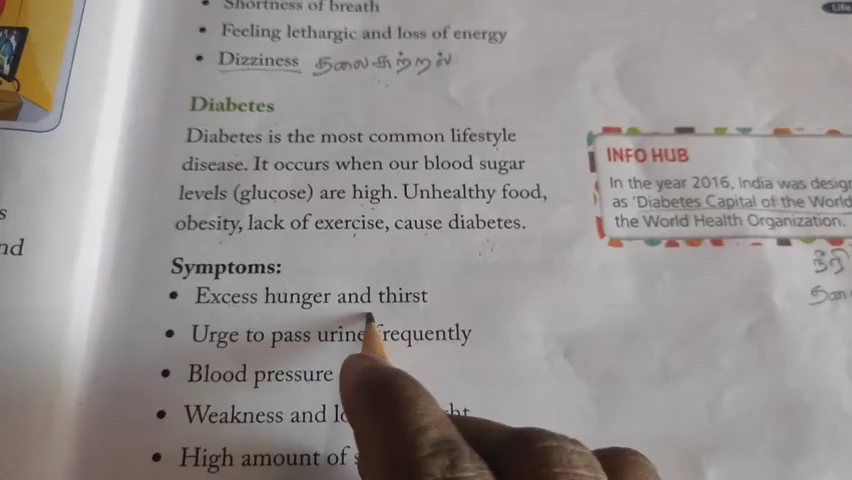 Shortness of breath
Life
• Feeling lethargic and loss of energy
• Dizziness தலைசுற்றல்
Diabetes
Diabetes is the most common lifestyle
disease. It occurs when our blood sugar
levels (glucose) are high. Unhealthy food,
obesity, lack of exercise, cause diabetes.
INFO HUB
In the year 2016, India was design
as 'Diabetes Capital of the World
the World Health Organization.
Symptoms:
• Excess hunger and thirst
• Urge to pass urine frequently
• Blood pressure
• Weakness and
• High amount of
s
nd